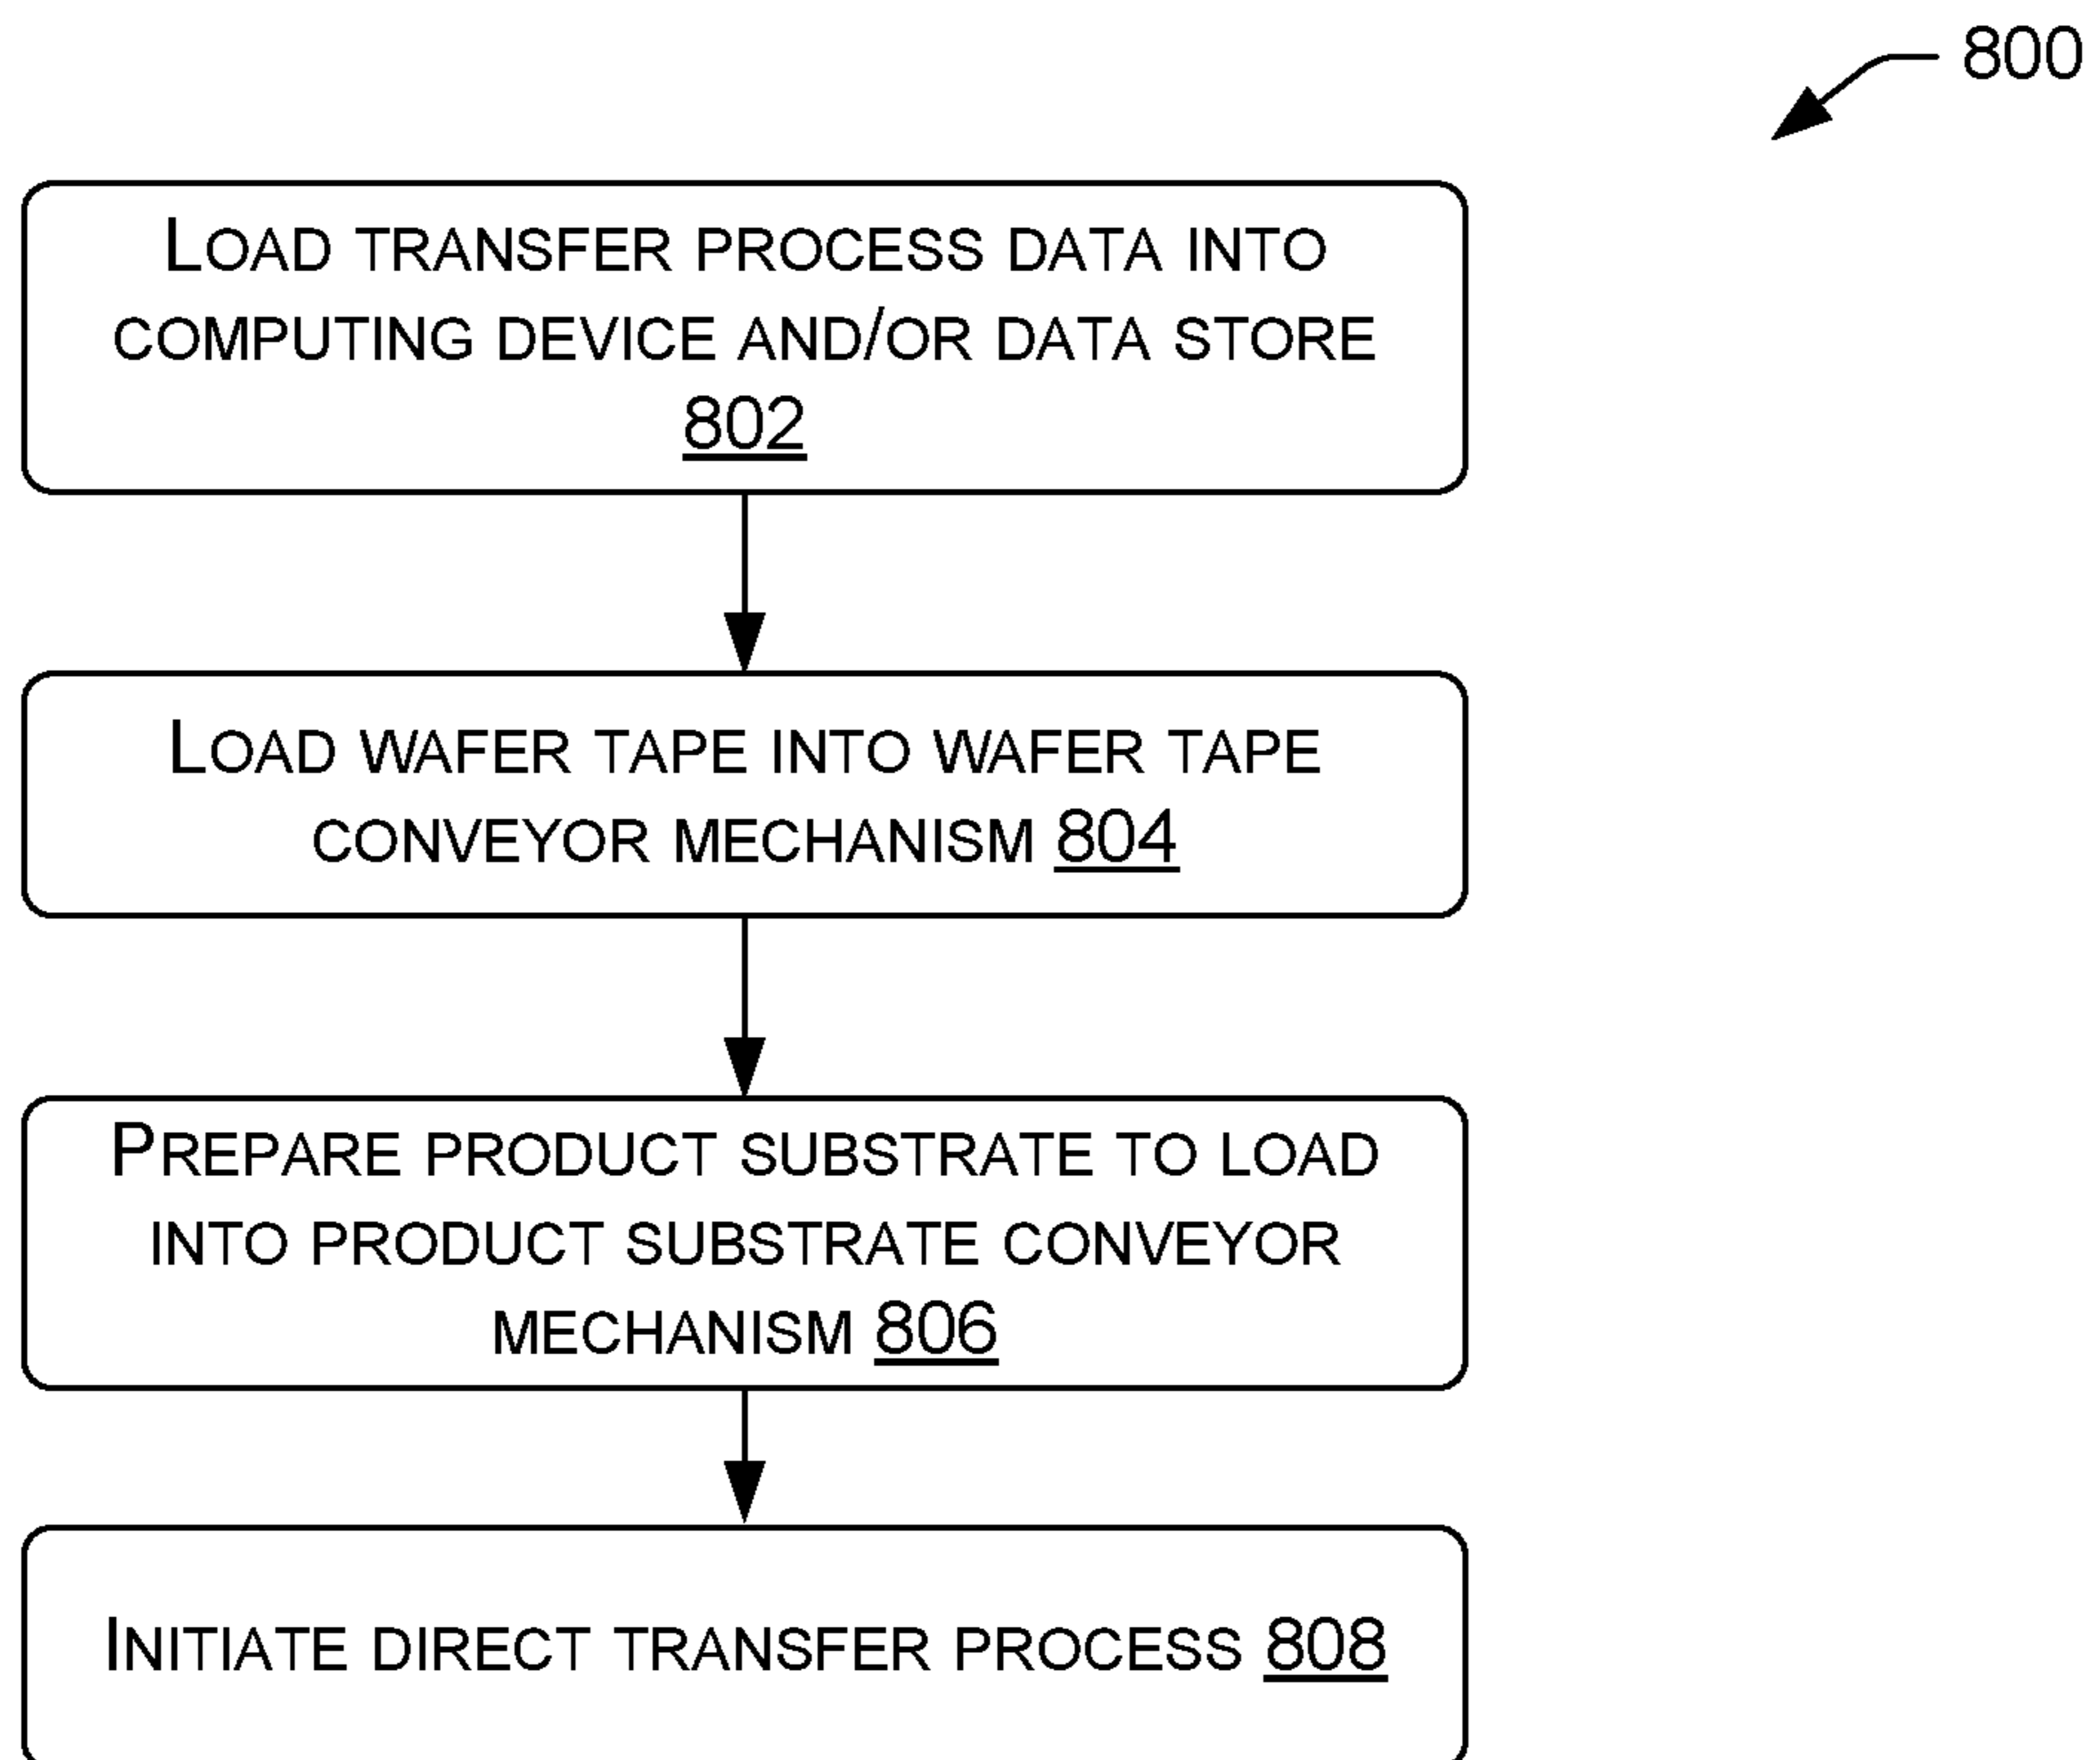 800
LOAD TRANSFER PROCESS DATA INTO
COMPUTING DEVICE AND/OR DATA STORE
802
LOAD WAFER TAPE INTO WAFER TAPE
CONVEYOR MECHANISM 804
PREPARE PRODUCT SUBSTRATE TO LOAD
INTO PRODUCT SUBSTRATE CONVEYOR
MECHANISM 806
INITIATE DIRECT TRANSFER PROCESS 808